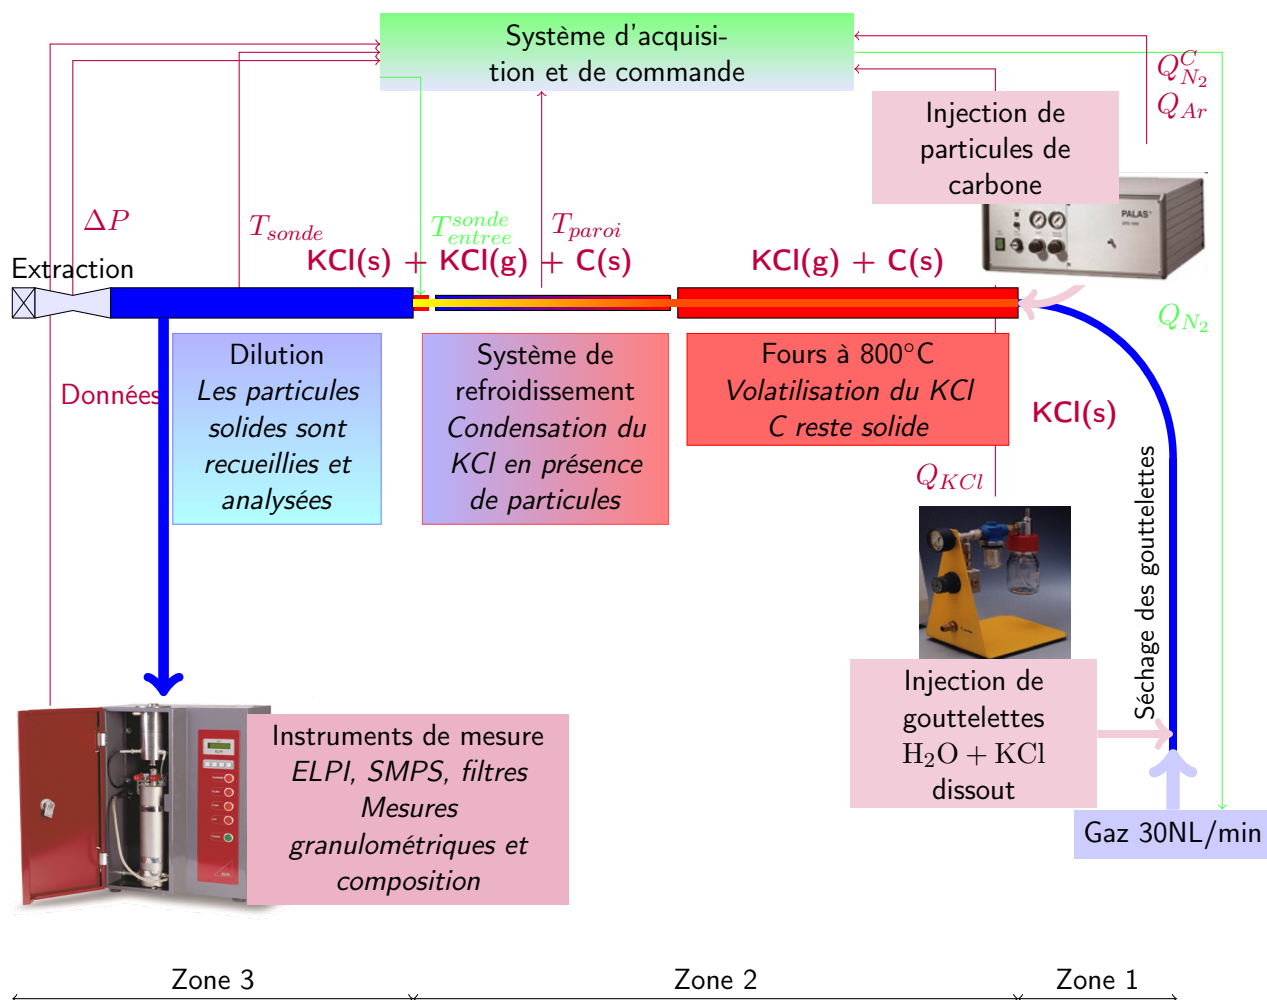 Système d'acquisi-
tion et de commande
Q_{N_2}^C
Q_{Ar}
Injection de
particules de
carbone
PALAS
ΔP
T_{sonde}
T_{entree}^{sonde}
T_{paroi}
Extraction
KCl(s) + KCl(g) + C(s)
KCl(g) + C(s)
Q_{N_2}
Données
Dilution
Les particules
solides sont
recueillies et
analysées
Système de
refroidissement
Condensation du
KCl en présence
de particules
Fours à 800°C
Volatilisation du KCl
C reste solide
KCl(s)
Q_{KCl}
Séchage des gouttelettes
Injection de
gouttelettes
H₂O + KCl
dissout
Gaz 30NL/min
Instruments de mesure
ELPI, SMPS, filtres
Mesures
granulométriques et
composition
Zone 3
Zone 2
Zone 1